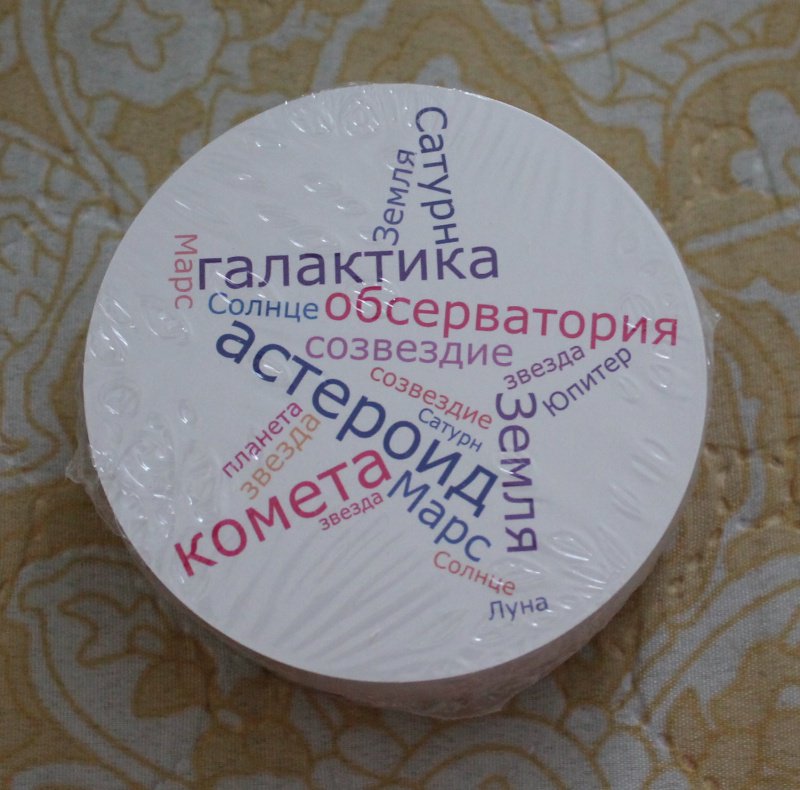 Сатурн
Земля
Марс
галактика
Солнце
обсерватория
созвездие
астероид
звезда
Юпитер
созвездие
Сатурн
Земля
планета
звезда
комета
звезда
Марс
Солнце
Луна